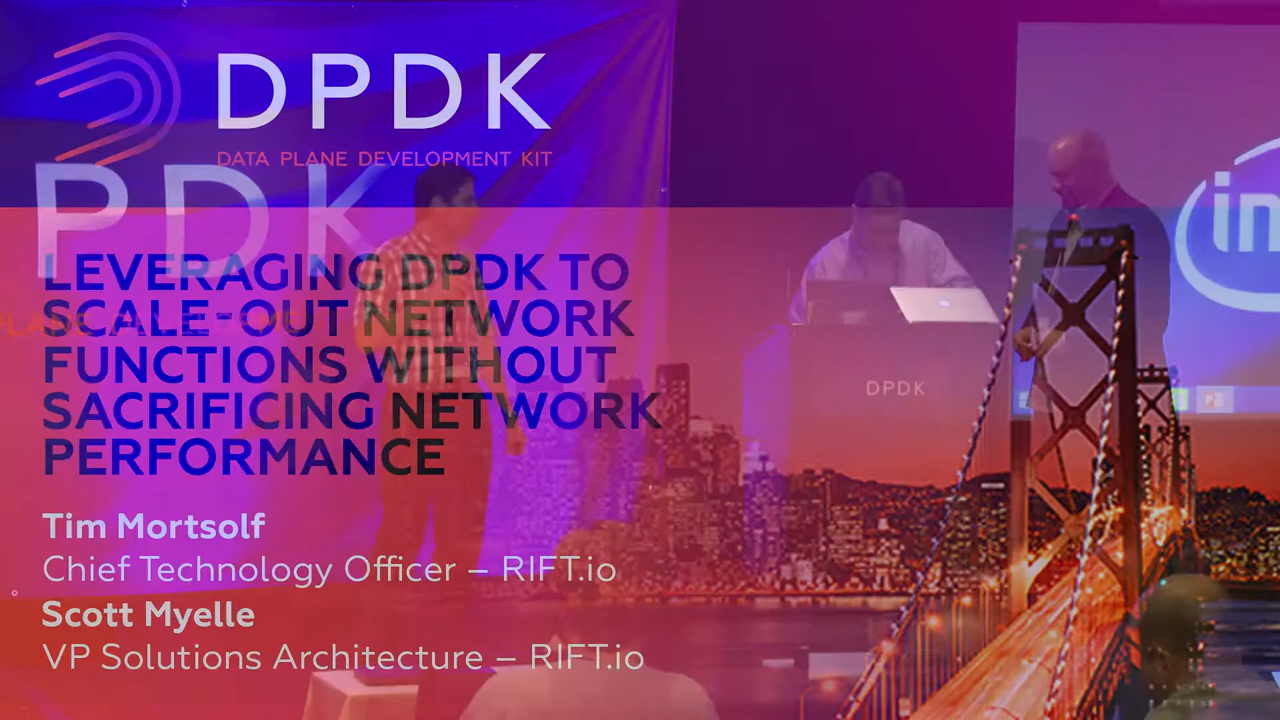 DPDK
DATA PLANE DEVELOPMENT KIT
PDK
LEVERAGING DPDK TO
SCALE-OUT NETWORK
FUNCTIONS WITHOUT
SACRIFICING NETWORK
PERFORMANCE
DPDK
Tim Mortsolf
Chief Technology Officer – RIFT.io
Scott Myelle
VP Solutions Architecture – RIFT.io